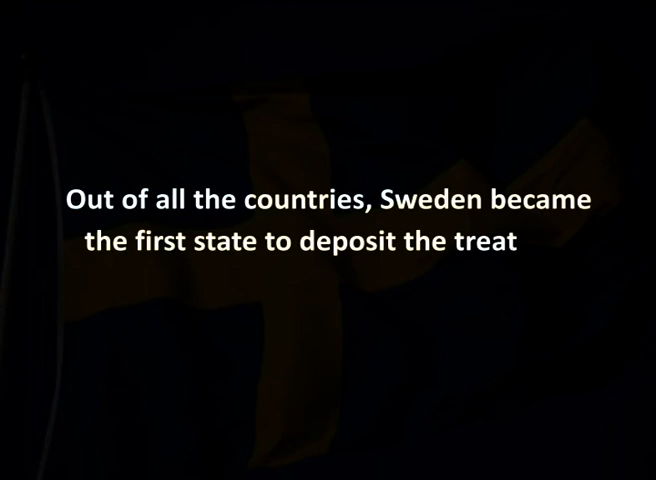 Out of all the countries, Sweden became
the first state to deposit the treat